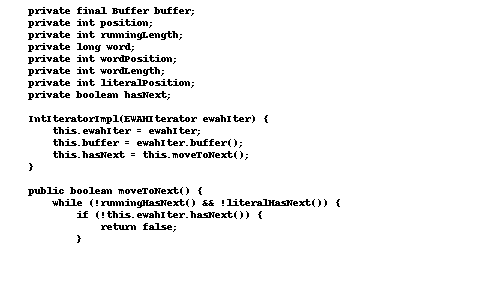 private final Buffer buffer;
private int position;
private int runningLength;
private long word;
private int wordPosition;
private int wordLength;
private int literalPosition;
private boolean hasNext;
IntIteratorImpl(EWAHIterator ewahIter) {
this.ewahIter = ewahIter;
this.buffer = ewahIter.buffer();
this.hasNext = this.moveToNext();
}
public boolean moveToNext() {
while (!runningHasNext() && !literalHasNext()) {
if (!this.ewahIter.hasNext()) {
return false;
}